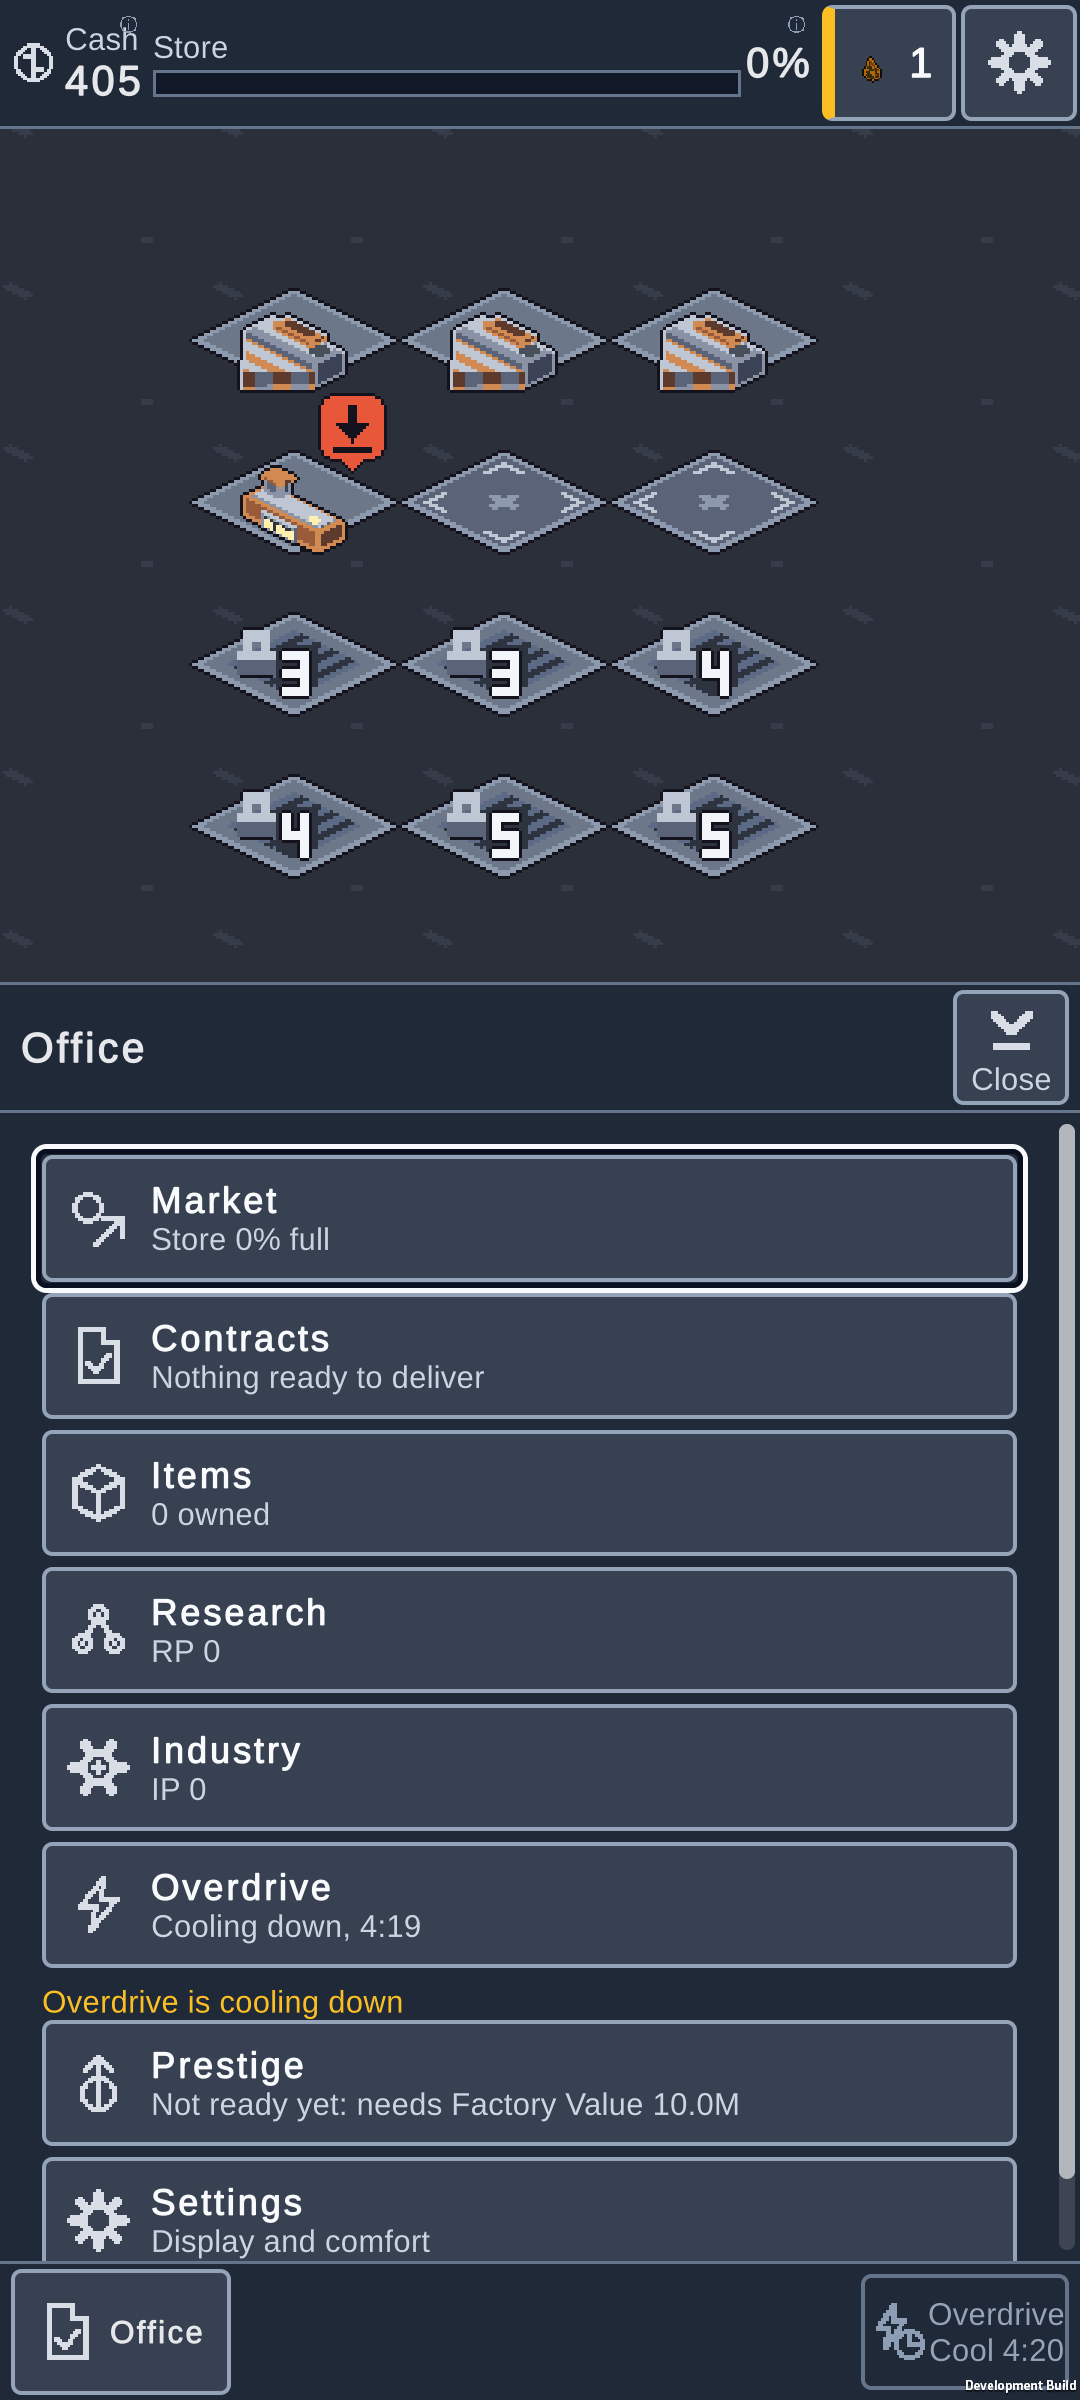 Cash
405
Store
0%
1
3
3
4
4
5
5
Office
Close
Market
Store 0% full
Contracts
Nothing ready to deliver
Items
0 owned
Research
RP 0
Industry
IP 0
Overdrive
Cooling down, 4:19
Overdrive is cooling down
Prestige
Not ready yet: needs Factory Value 10.0M
Settings
Display and comfort
Office
Overdrive
Cool 4:20
Development Build